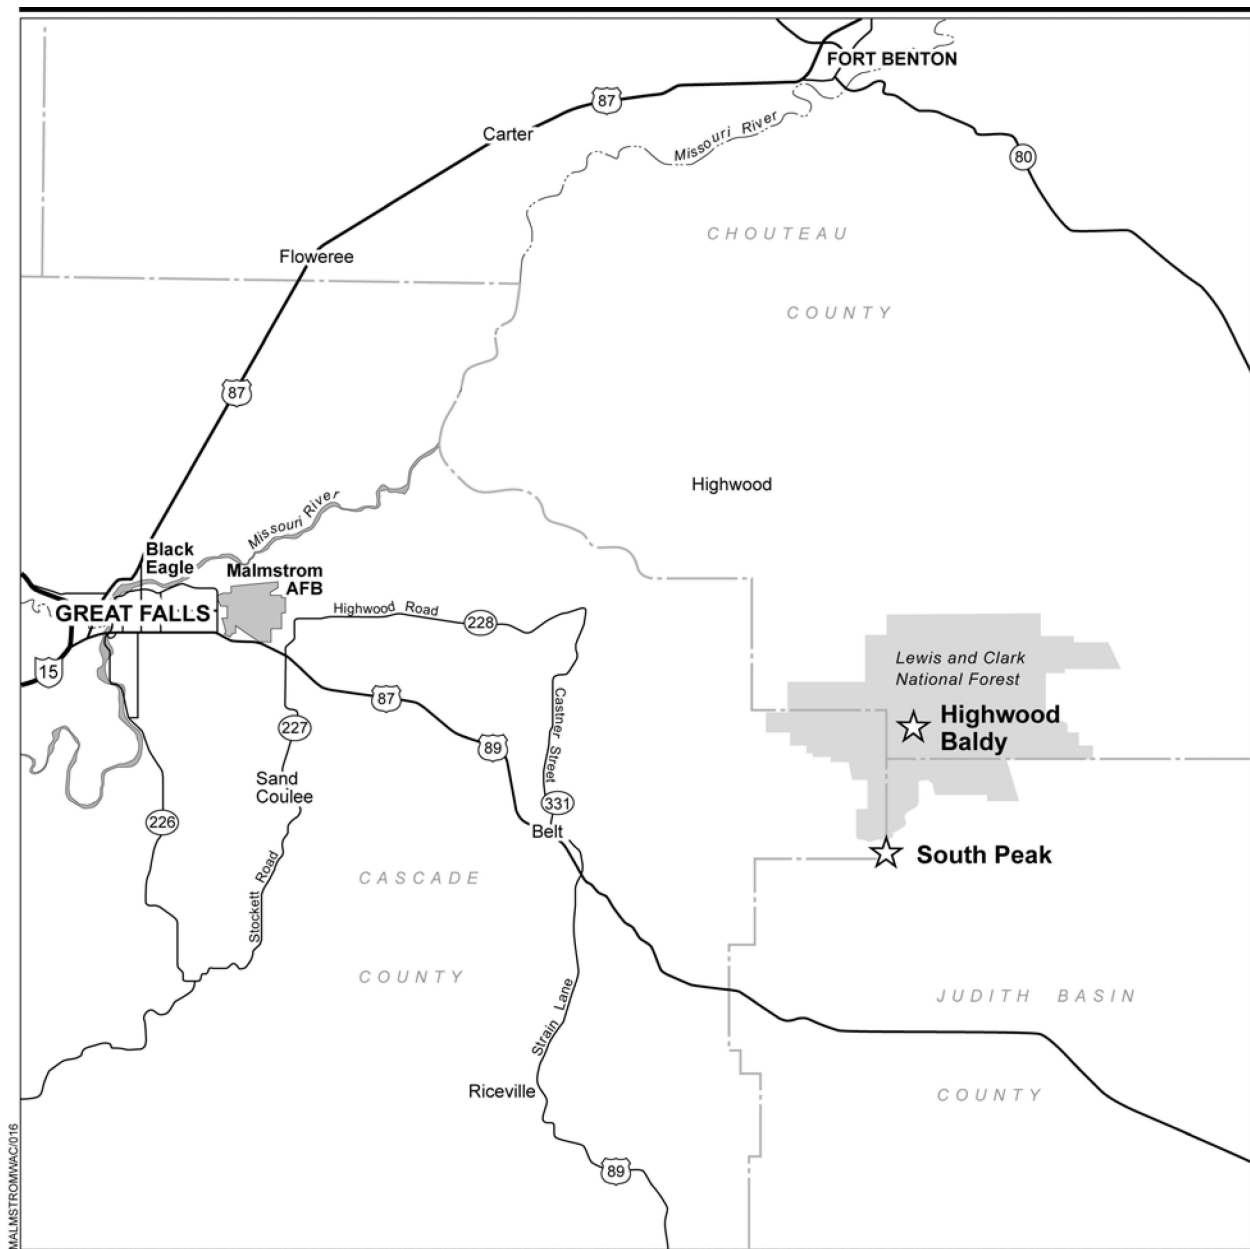 FORT BENTON
87
Carter
Missouri River
80
CHOUTEAU
COUNTY
Floweree
87
Highwood
Missouri River
Black
Eagle
Malmstrom
AFB
GREAT FALLS
Highwood Road
228
15
Lewis and Clark
National Forest
87
Castner Street
Highwood
Baldy
227
89
Sand
Coulee
331
226
Belt
South Peak
CASCADE
Stockett Road
COUNTY
JUDITH BASIN
Strain Lane
Riceville
COUNTY
89
MALMSTROMWAC/016